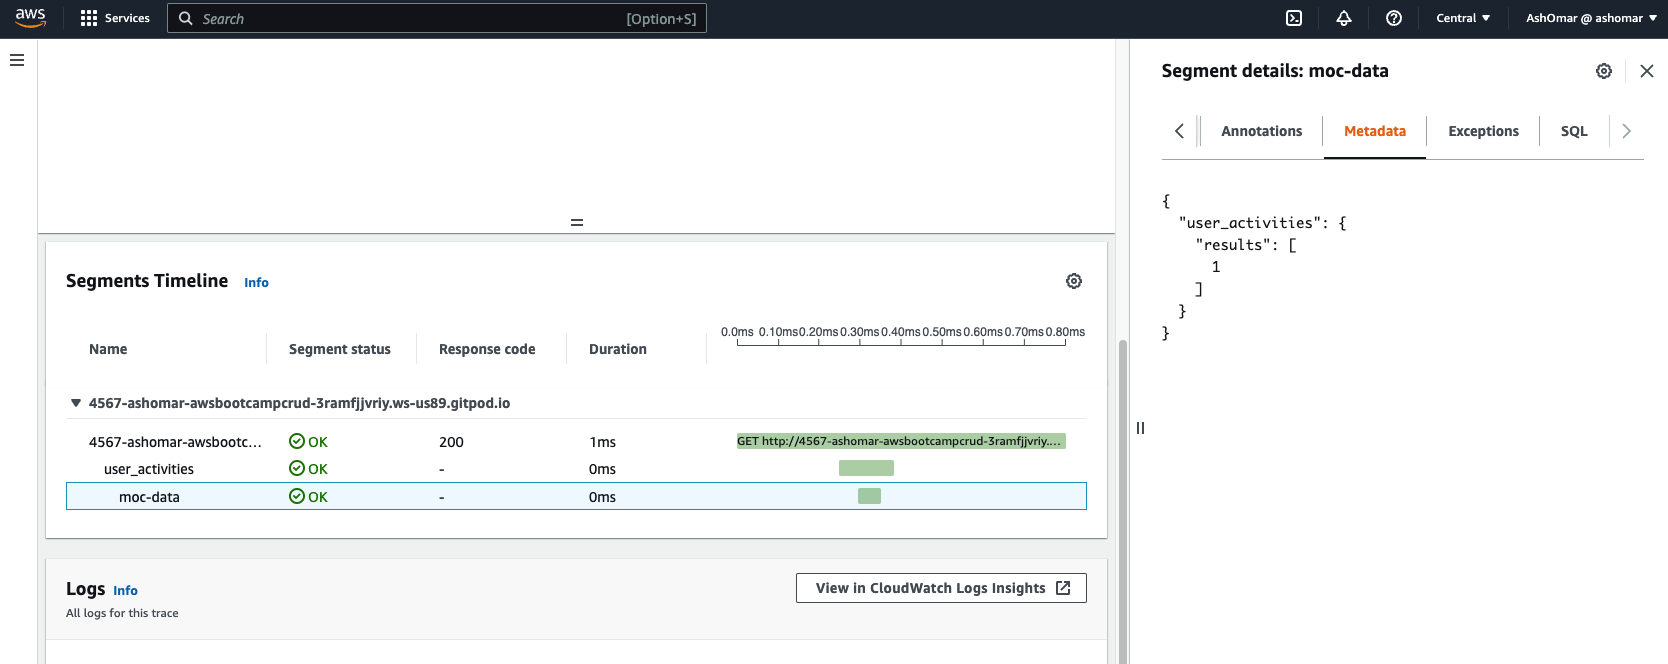 aws
Services
Search
[Option+S]
Central
AshOmar @ ashomar
Segments Timeline Info
0.0ms 0.10ms 0.20ms 0.30ms 0.40ms 0.50ms 0.60ms 0.70ms 0.80ms
Name Segment status Response code Duration
4567-ashomar-awsbootcampcrud-3ramfjjvriy.ws-us89.gitpod.io
4567-ashomar-awsbootc... OK 200 1ms GET http://4567-ashomar-awsbootcampcrud-3ramfjjvriy....
user_activities OK - 0ms
moc-data OK - 0ms
Logs Info
All logs for this trace
View in CloudWatch Logs Insights
Segment details: moc-data
Annotations Metadata Exceptions SQL
{
"user_activities": {
"results": [
1
]
}
}